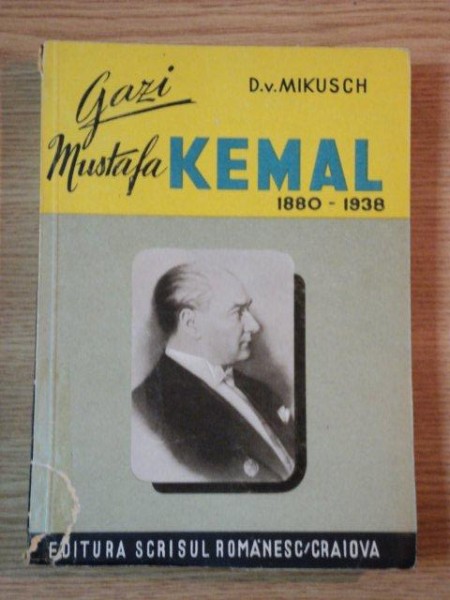 Gazi
D.v. MIKUSCH
Mustafa KEMAL
1880 - 1938
EDITURA SCRISUL ROMÂNESC/CRAIOVA